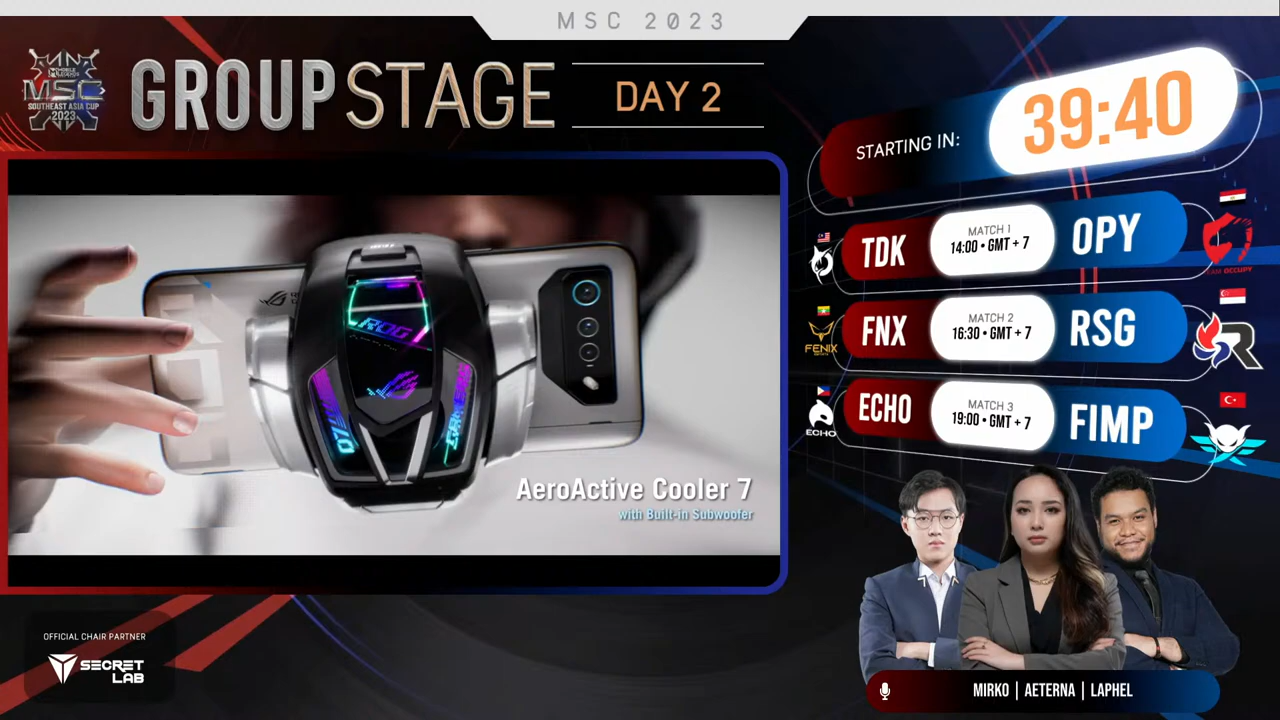 MSC 2023
MOBILE
LEGENDS
MSC
SOUTHEAST ASIA CUP
2023
GROUP STAGE
DAY 2
STARTING IN:
39:40
TDK
MATCH 1
14:00 • GMT + 7
OPY
FNX
MATCH 2
16:30 • GMT + 7
RSG
FENIX
ECHO
MATCH 3
19:00 • GMT + 7
FIMP
ECHO
ROG
AeroActive Cooler 7
with Built-in Subwoofer
OFFICIAL CHAIR PARTNER
SECRET
LAB
MIRKO | AETERNA | LAPHEL